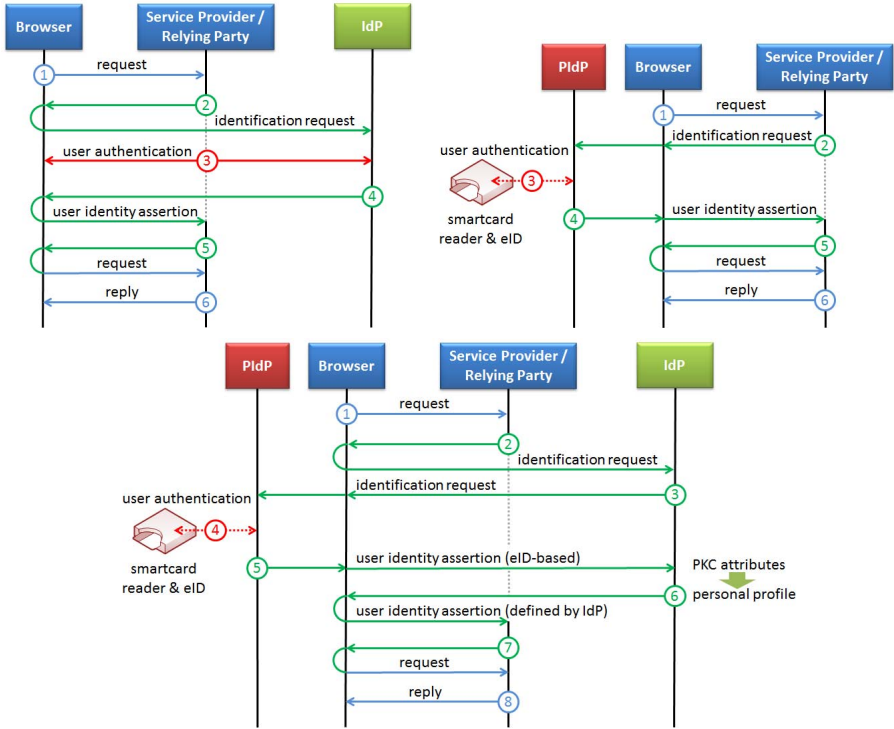 Browser
Service Provider /
Relying Party
IdP
1
request
2
identification request
user authentication
3
4
user identity assertion
5
request
reply
6
PIdP
Browser
Service Provider /
Relying Party
1
request
identification request
2
user authentication
3
smartcard
reader & eID
4
user identity assertion
5
request
reply
6
PIdP
Browser
Service Provider /
Relying Party
IdP
1
request
2
identification request
identification request
3
user authentication
4
smartcard
reader & eID
5
user identity assertion (eID-based)
PKC attributes
6
personal profile
user identity assertion (defined by IdP)
7
request
reply
8